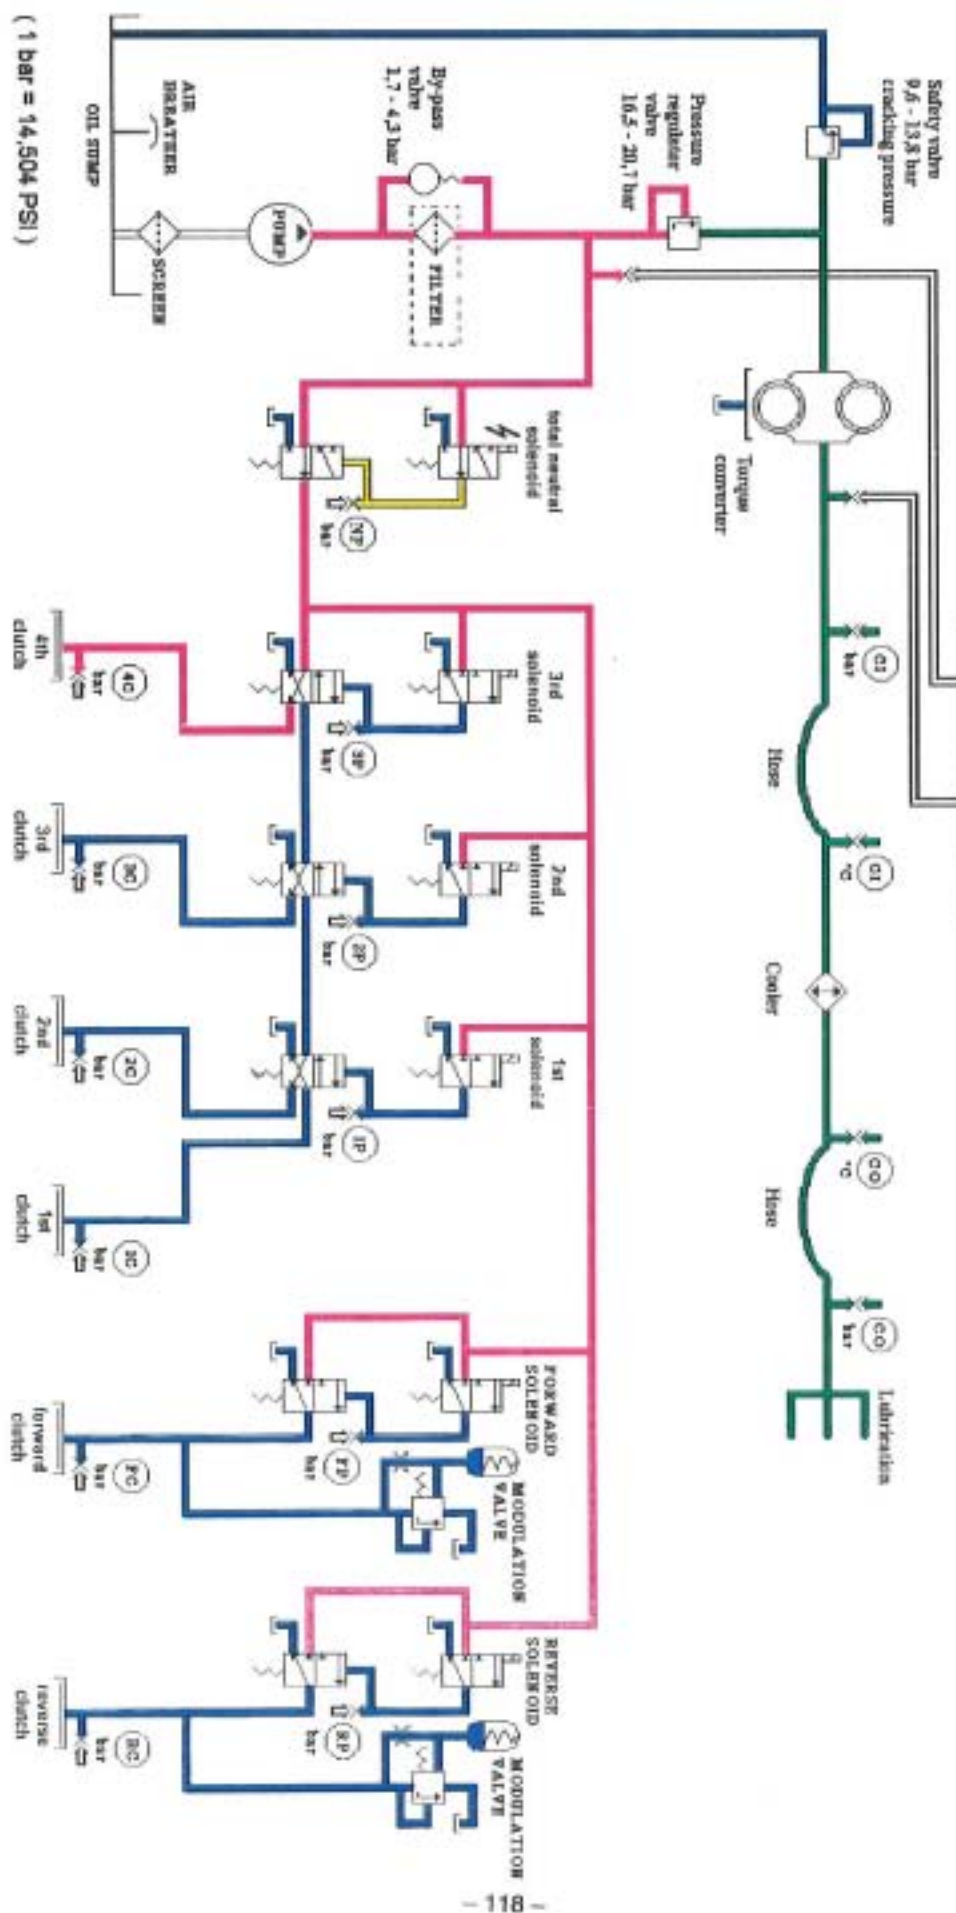 Safety valve
9,6 - 13,8 bar
cracking pressure
Pressure
regulator
valve
16,5 - 20,7 bar
By-pass
valve
1,7 - 4,3 bar
AIR
BREATHER
OIL SUMP
( 1 bar = 14,504 PSI )
SCREEN
PUMP
FILTER
Torque
converter
total neutral
solenoid
NP
bar
CI
bar
Hose
CI
°C
Cooler
CO
°C
Hose
CO
bar
Lubrication
3rd
solenoid
3P
bar
4C
bar
4th
clutch
2nd
solenoid
2P
bar
3C
bar
3rd
clutch
1st
solenoid
1P
bar
2C
bar
2nd
clutch
1C
bar
1st
clutch
FORWARD
SOLENOID
FP
bar
MODULATION
VALVE
FC
bar
forward
clutch
REVERSE
SOLENOID
RP
bar
MODULATION
VALVE
RC
bar
reverse
clutch
- 118 -